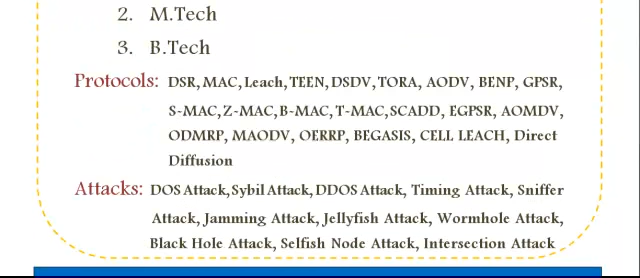 2. M.Tech
3. B.Tech
Protocols: DSR, MAC, Leach, TEEN, DSDV, TORA, AODV, BENP, GPSR,
S-MAC, Z-MAC, B-MAC, T-MAC, SCADD, EGPSR, AOMDV,
ODMRP, MAODV, OERRP, BEGASIS, CELL LEACH, Direct
Diffusion
Attacks: DOS Attack, Sybil Attack, DDOS Attack, Timing Attack, Sniffer
Attack, Jamming Attack, Jellyfish Attack, Wormhole Attack,
Black Hole Attack, Selfish Node Attack, Intersection Attack